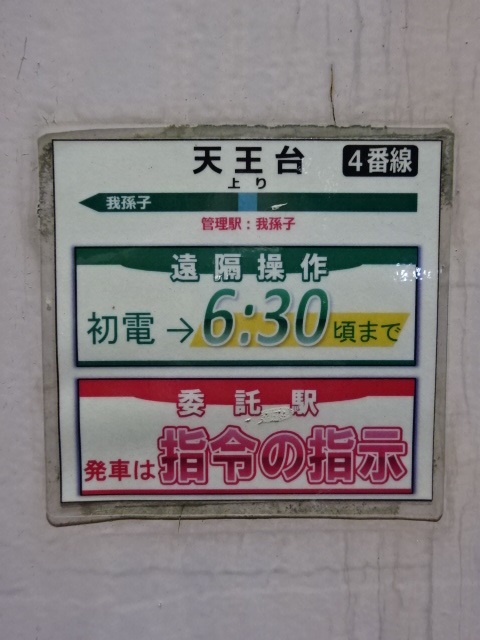 天王台
4番線
上り
我孫子
管理駅:我孫子
遠隔操作
初電→6:30頃まで
委託駅
発車は指令の指示